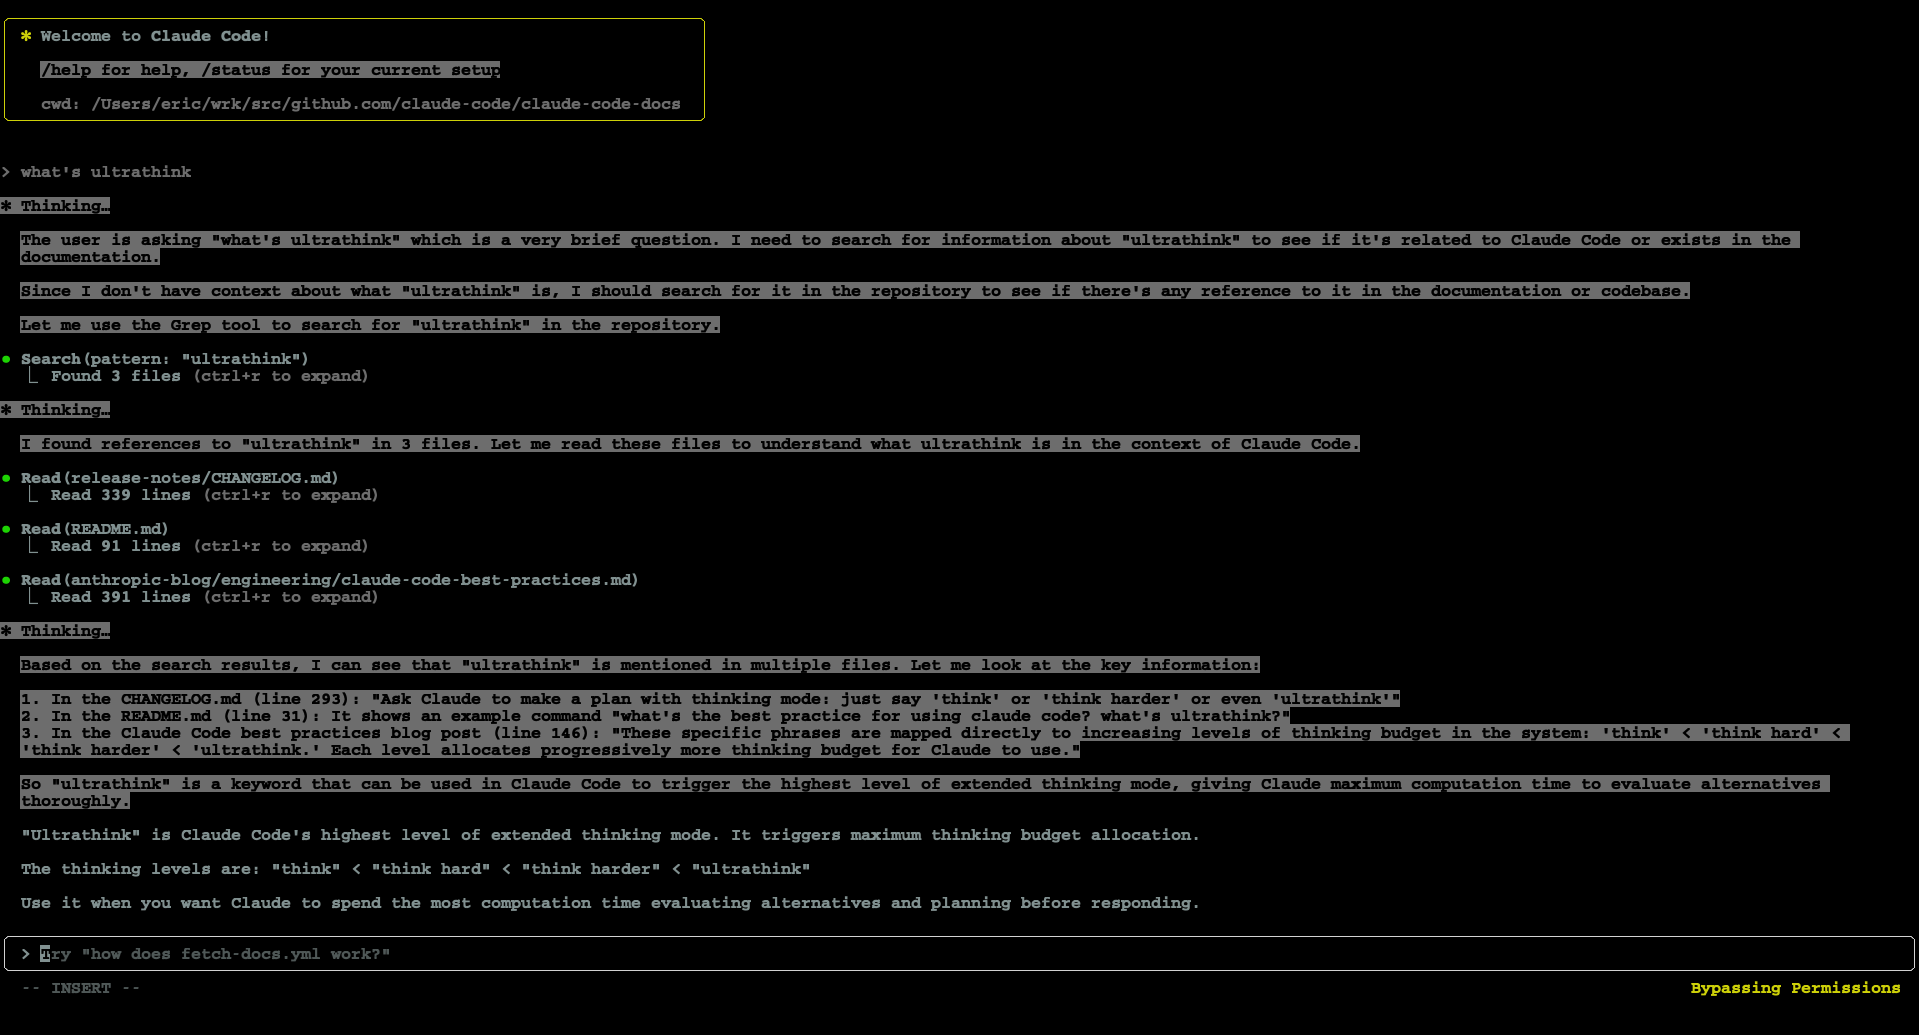 * Welcome to Claude Code!
/help for help, /status for your current setup
cwd: /Users/eric/wrk/src/github.com/claude-code/claude-code-docs
> what's ultrathink
* Thinking…
The user is asking "what's ultrathink" which is a very brief question. I need to search for information about "ultrathink" to see if it's related to Claude Code or exists in the
documentation.
Since I don't have context about what "ultrathink" is, I should search for it in the repository to see if there's any reference to it in the documentation or codebase.
Let me use the Grep tool to search for "ultrathink" in the repository.
● Search(pattern: "ultrathink")
⎿ Found 3 files (ctrl+r to expand)
* Thinking…
I found references to "ultrathink" in 3 files. Let me read these files to understand what ultrathink is in the context of Claude Code.
● Read(release-notes/CHANGELOG.md)
⎿ Read 339 lines (ctrl+r to expand)
● Read(README.md)
⎿ Read 91 lines (ctrl+r to expand)
● Read(anthropic-blog/engineering/claude-code-best-practices.md)
⎿ Read 391 lines (ctrl+r to expand)
* Thinking…
Based on the search results, I can see that "ultrathink" is mentioned in multiple files. Let me look at the key information:
1. In the CHANGELOG.md (line 293): "Ask Claude to make a plan with thinking mode: just say 'think' or 'think harder' or even 'ultrathink'"
2. In the README.md (line 31): It shows an example command "what's the best practice for using claude code? what's ultrathink?"
3. In the Claude Code best practices blog post (line 146): "These specific phrases are mapped directly to increasing levels of thinking budget in the system: 'think' < 'think hard' <
'think harder' < 'ultrathink.' Each level allocates progressively more thinking budget for Claude to use."
So "ultrathink" is a keyword that can be used in Claude Code to trigger the highest level of extended thinking mode, giving Claude maximum computation time to evaluate alternatives
thoroughly.
"Ultrathink" is Claude Code's highest level of extended thinking mode. It triggers maximum thinking budget allocation.
The thinking levels are: "think" < "think hard" < "think harder" < "ultrathink"
Use it when you want Claude to spend the most computation time evaluating alternatives and planning before responding.
> Try "how does fetch-docs.yml work?"
-- INSERT --
Bypassing Permissions